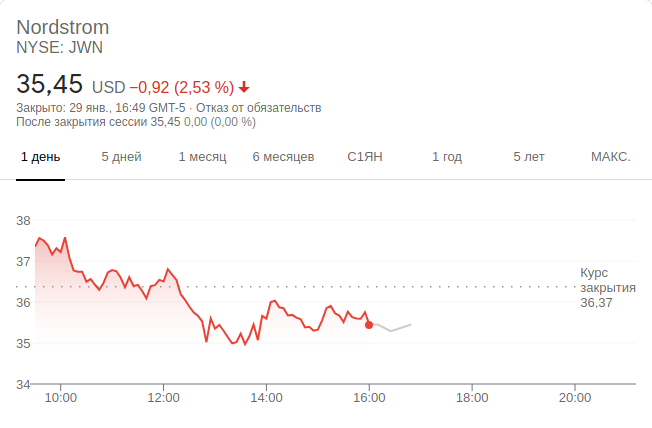 Nordstrom
NYSE: JWN
35,45 USD −0,92 (2,53 %)
Закрыто: 29 янв., 16:49 GMT-5 · Отказ от обязательств
После закрытия сессии 35,45 0,00 (0,00 %)
1 день 5 дней 1 месяц 6 месяцев С1ЯН 1 год 5 лет МАКС.
38
37
36
35
34
Курс
закрытия
36,37
10:00 12:00 14:00 16:00 18:00 20:00